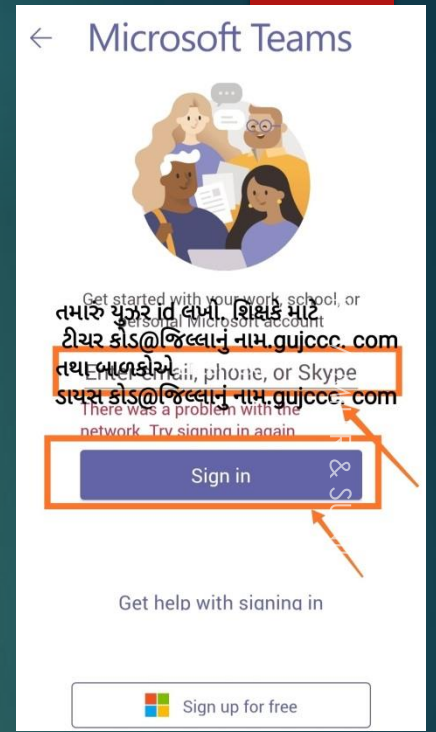 Microsoft Teams
Get started with your work, school, or
personal Microsoft account
તમારું યુઝર id લખો. શિક્ષકે માટે
ટીચર કોડ@જિલ્લાનું નામ.gujccc. com
તથા બાળકોએ
Enter email, phone, or Skype
ડાયસ કોડ@જિલ્લાનું નામ.gujccc. com
There was a problem with the
network. Try signing in again
Sign in
& SU
Get help with signing in
Sign up for free